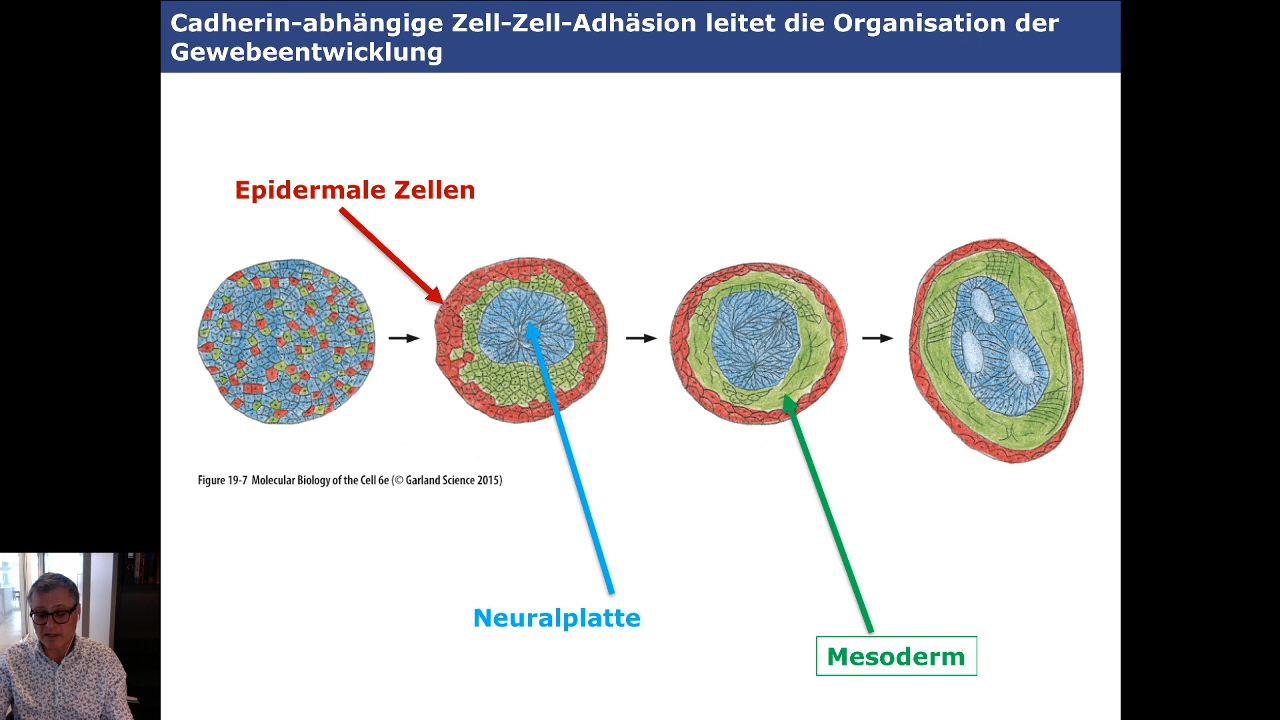 Cadherin-abhängige Zell-Zell-Adhäsion leitet die Organisation der
Gewebeentwicklung
Epidermale Zellen
Figure 19-7 Molecular Biology of the Cell 6e (© Garland Science 2015)
Neuralplatte
Mesoderm